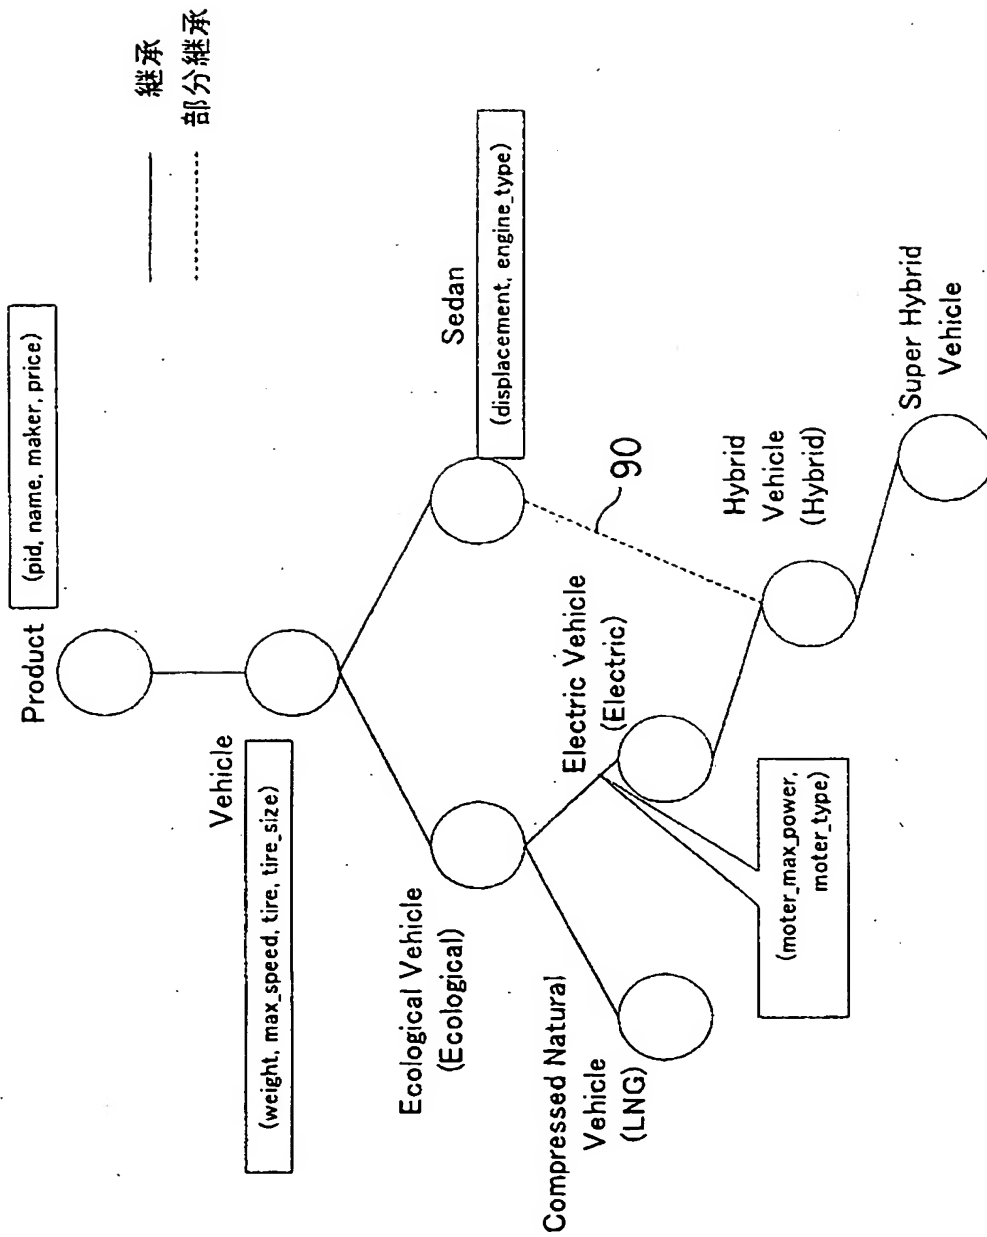 Product
(pid, name, maker, price)
継承
部分継承
Vehicle
(weight, max_speed, tire, tire_size)
Sedan
(displacement, engine_type)
Ecological Vehicle
(Ecological)
90
Electric Vehicle
(Electric)
Compressed Natural
Vehicle
(LNG)
(moter_max_power,
moter_type)
Hybrid
Vehicle
(Hybrid)
Super Hybrid
Vehicle